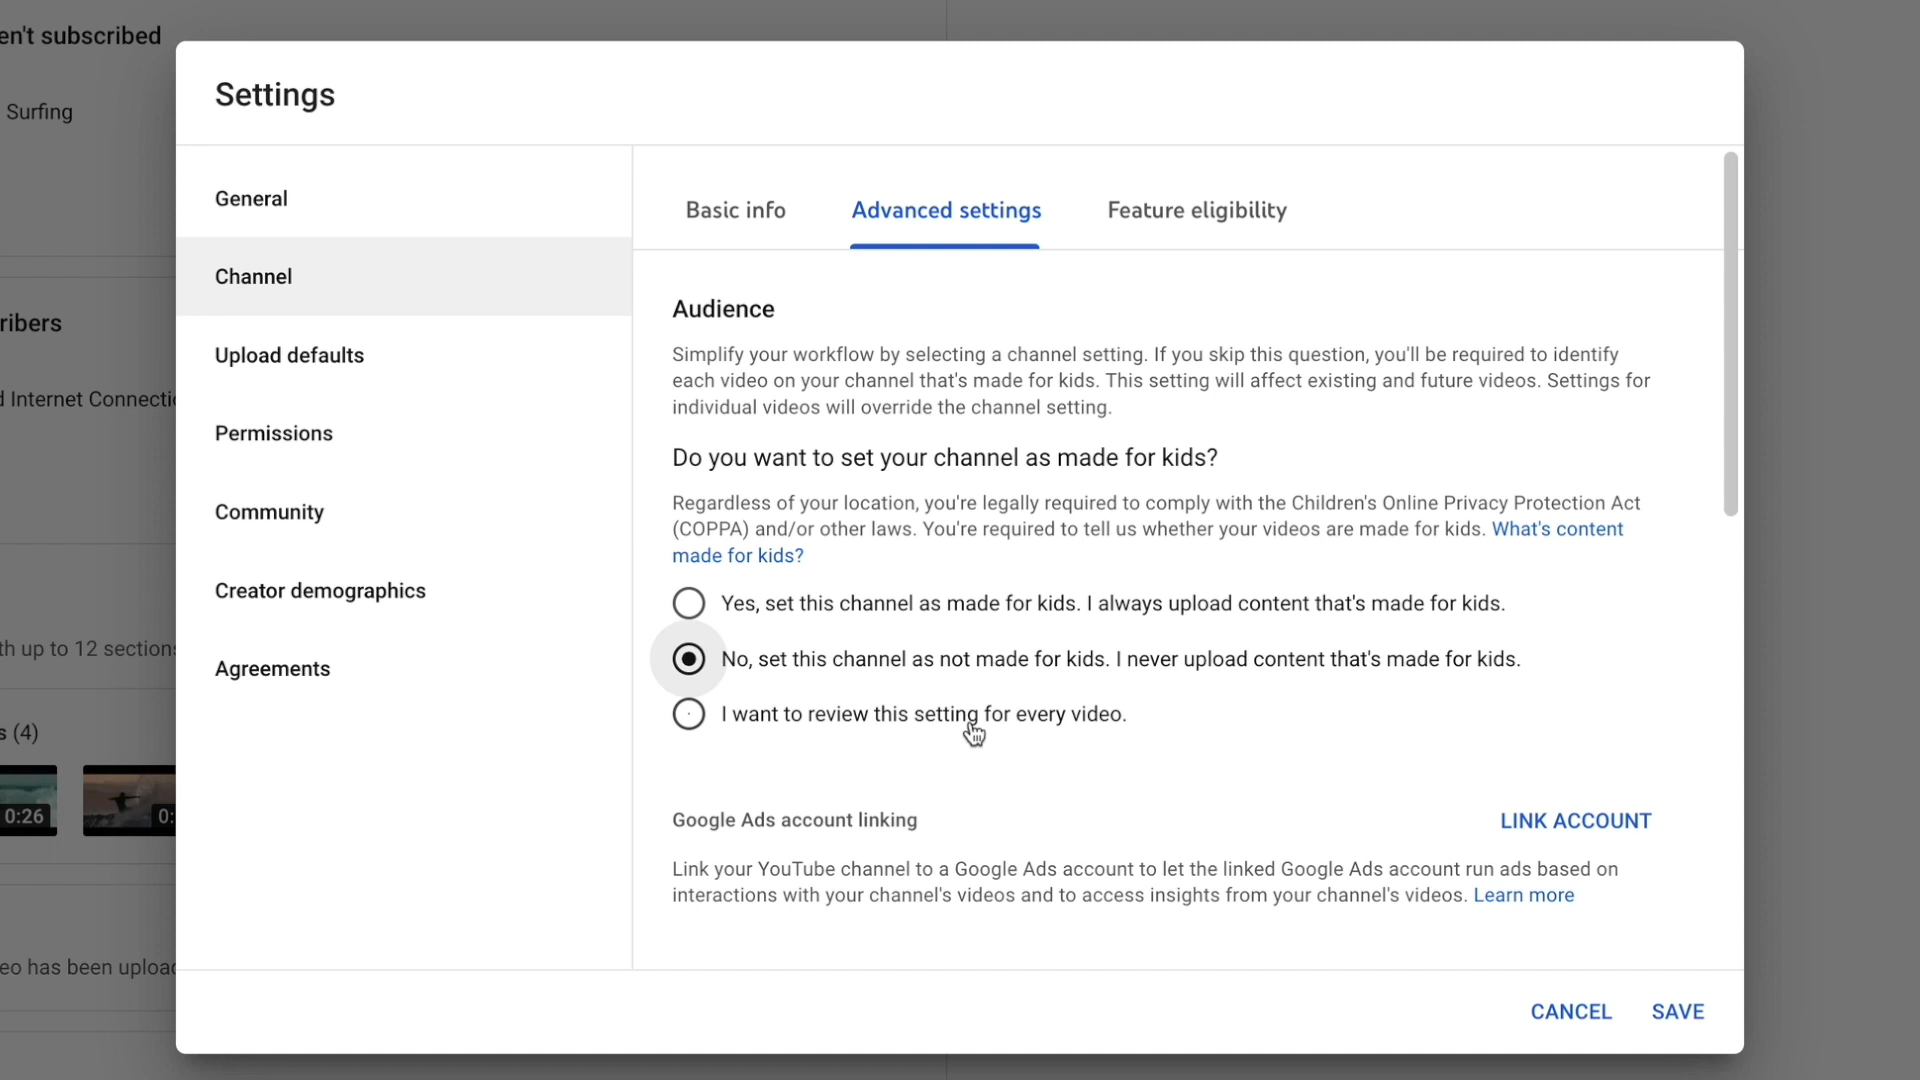 en't subscribed
Surfing
ribers
d Internet Connectio
th up to 12 sections
s (4)
0:26
0:
eo has been uploac
Settings
General
Channel
Upload defaults
Permissions
Community
Creator demographics
Agreements
Basic info
Advanced settings
Feature eligibility
Audience
Simplify your workflow by selecting a channel setting. If you skip this question, you'll be required to identify
each video on your channel that's made for kids. This setting will affect existing and future videos. Settings for
individual videos will override the channel setting.
Do you want to set your channel as made for kids?
Regardless of your location, you're legally required to comply with the Children's Online Privacy Protection Act
(COPPA) and/or other laws. You're required to tell us whether your videos are made for kids. What's content
made for kids?
Yes, set this channel as made for kids. I always upload content that's made for kids.
No, set this channel as not made for kids. I never upload content that's made for kids.
I want to review this setting for every video.
Google Ads account linking
LINK ACCOUNT
Link your YouTube channel to a Google Ads account to let the linked Google Ads account run ads based on
interactions with your channel's videos and to access insights from your channel's videos. Learn more
CANCEL
SAVE